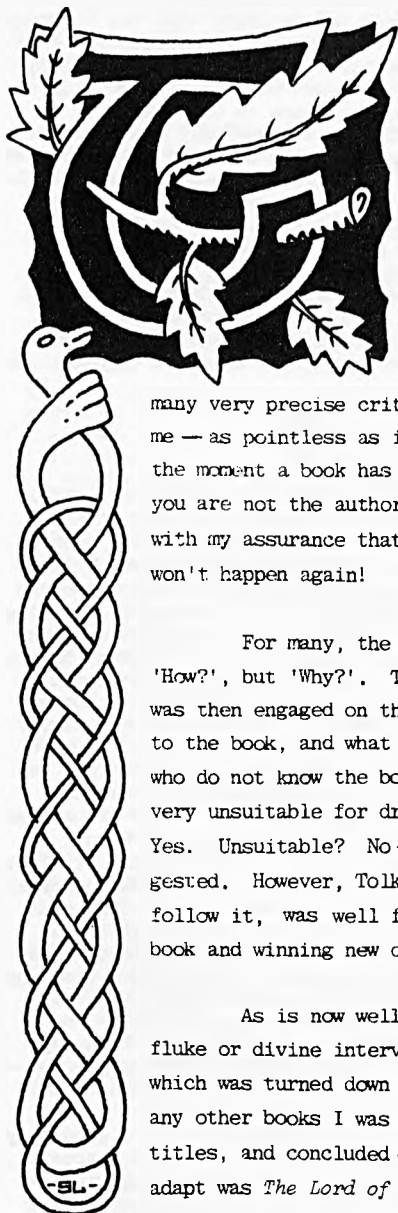 many very precise crit
me — as pointless as i
the moment a book has
you are not the author
with my assurance that
won't happen again!
For many, the
'How?', but 'Why?'. T
was then engaged on th
to the book, and what
who do not know the bo
very unsuitable for dr
Yes. Unsuitable? No -
gested. However, Tolk
follow it, was well f
book and winning new c
As is now well
fluke or divine interv
which was turned down
any other books I was
titles, and concluded -
adapt was The Lord of